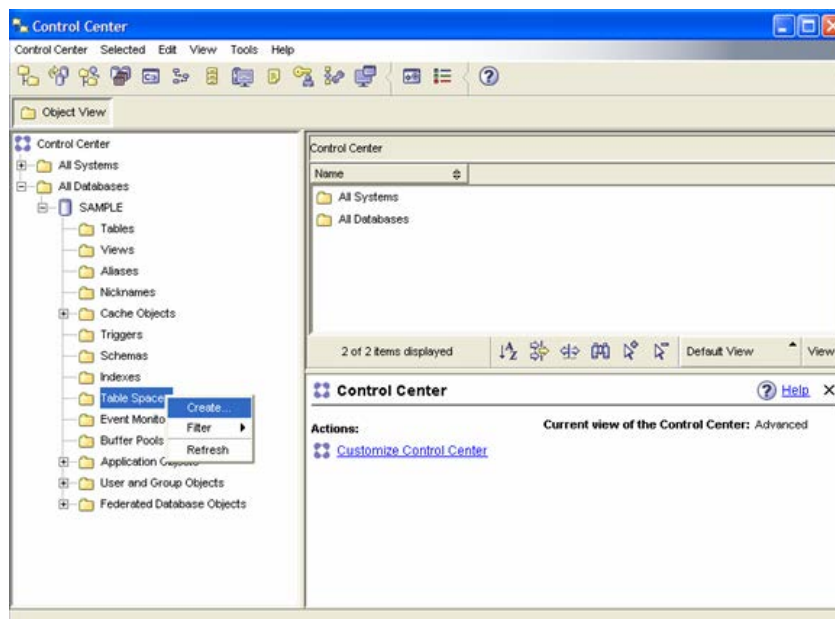 Control Center
Control Center Selected Edit View Tools Help
Object View
Control Center
All Systems
All Databases
SAMPLE
Tables
Views
Aliases
Nicknames
Cache Objects
Triggers
Schemas
Indexes
Table Space
Event Monito
Buffer Pools
Application
User and Group Objects
Federated Database Objects
Create...
Filter
Refresh
Control Center
Name
All Systems
All Databases
2 of 2 items displayed
Default View
View
Control Center
Help
Actions:
Current view of the Control Center: Advanced
Customize Control Center